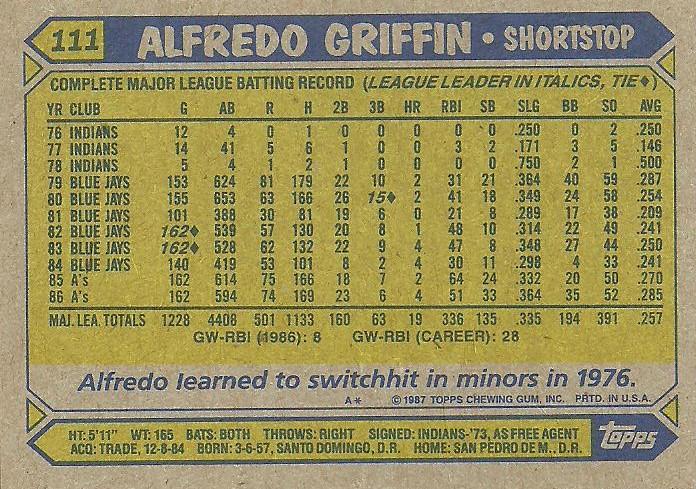 111 ALFREDO GRIFFIN • SHORTSTOP
COMPLETE MAJOR LEAGUE BATTING RECORD (LEAGUE LEADER IN ITALICS, TIE♦)
YR CLUB G AB R H 2B 3B HR RBI SB SLG BB SO AVG
76 INDIANS 12 4 0 1 0 0 0 0 0 .250 0 2 .250
77 INDIANS 14 41 5 6 1 0 0 3 2 .171 3 5 .146
78 INDIANS 5 4 1 2 1 0 0 0 0 .750 2 1 .500
79 BLUE JAYS 153 624 81 179 22 10 2 31 21 .364 40 59 .287
80 BLUE JAYS 155 653 63 166 26 15♦ 2 41 18 .349 24 58 .254
81 BLUE JAYS 101 388 30 81 19 6 0 21 8 .289 17 38 .209
82 BLUE JAYS 162♦ 539 57 130 20 8 1 48 10 .314 22 49 .241
83 BLUE JAYS 162♦ 528 62 132 22 9 4 47 8 .348 27 44 .250
84 BLUE JAYS 140 419 53 101 8 2 4 30 11 .298 4 33 .241
85 A's 162 614 75 166 18 7 2 64 24 .332 20 50 .270
86 A's 162 594 74 169 23 6 4 51 33 .364 35 52 .285
MAJ. LEA. TOTALS 1228 4408 501 1133 160 63 19 336 135 .335 194 391 .257
GW-RBI (1986): 8 GW-RBI (CAREER): 28
Alfredo learned to switchhit in minors in 1976.
A* © 1987 TOPPS CHEWING GUM, INC. PRTD. IN U.S.A.
HT: 5'11" WT: 165 BATS: BOTH THROWS: RIGHT SIGNED: INDIANS-'73, AS FREE AGENT
ACQ: TRADE, 12-8-84 BORN: 3-6-57, SANTO DOMINGO, D.R. HOME: SAN PEDRO DE M., D.R.
topps